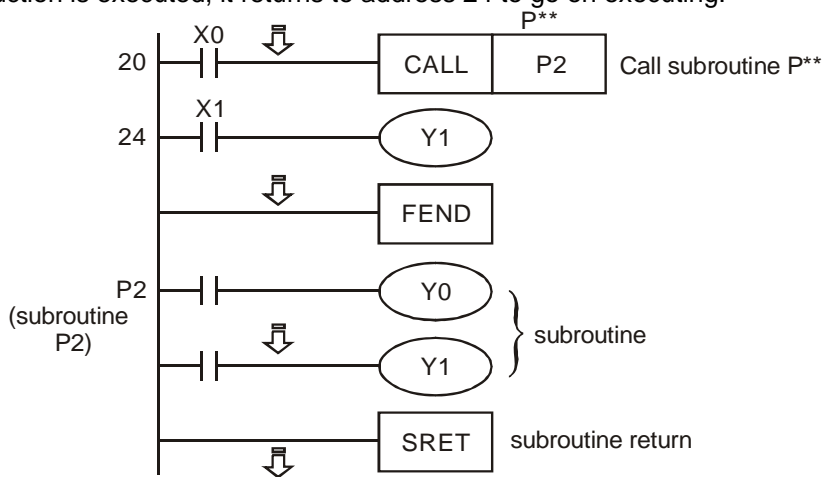 uction is executed, it returns to address 24 to go on executing.
P**
X0
20 CALL P2 Call subroutine P**
X1
24 Y1
FEND
P2 Y0
(subroutine
P2)
subroutine
Y1
SRET subroutine return